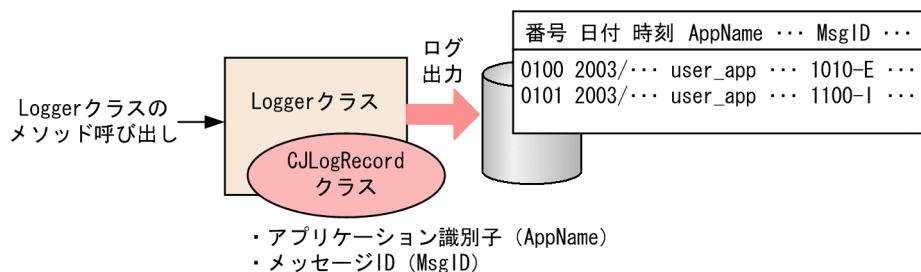 番号 日付 時刻 AppName ･･･ MsgID ･･･
0100 2003/･･･ user_app ･･･ 1010-E ･･･
0101 2003/･･･ user_app ･･･ 1100-I ･･･
ログ
出力
Loggerクラスの
メソッド呼び出し
Loggerクラス
CJLogRecord
クラス
・アプリケーション識別子（AppName）
・メッセージID（MsgID）